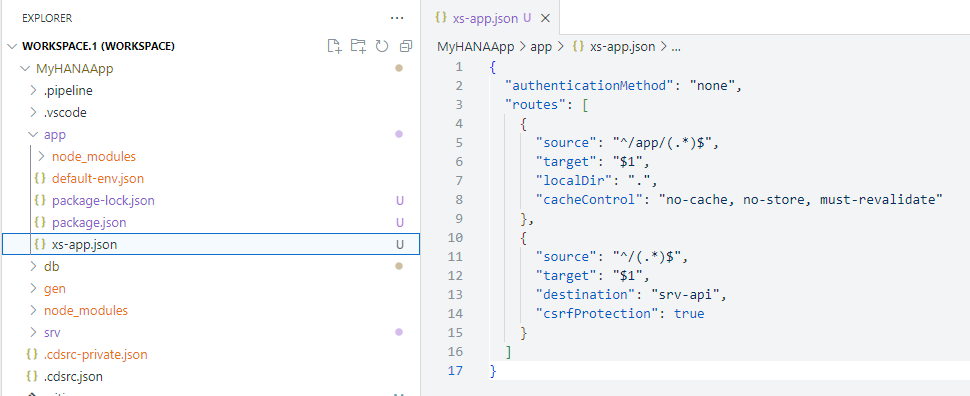 EXPLORER
...
WORKSPACE.1 (WORKSPACE)
MyHANAApp
.pipeline
.vscode
app
node_modules
{} default-env.json
{} package-lock.json U
{} package.json U
{} xs-app.json U
db
gen
node_modules
srv
{} .cdsrc-private.json
{} .cdsrc.json
{} xs-app.json U ×
MyHANAApp > app > {} xs-app.json > ...
1 {
2 "authenticationMethod": "none",
3 "routes": [
4 {
5 "source": "^/app/(.*)$",
6 "target": "$1",
7 "localDir": ".",
8 "cacheControl": "no-cache, no-store, must-revalidate"
9 },
10 {
11 "source": "^/(.*)$",
12 "target": "$1",
13 "destination": "srv-api",
14 "csrfProtection": true
15 }
16 ]
17 }